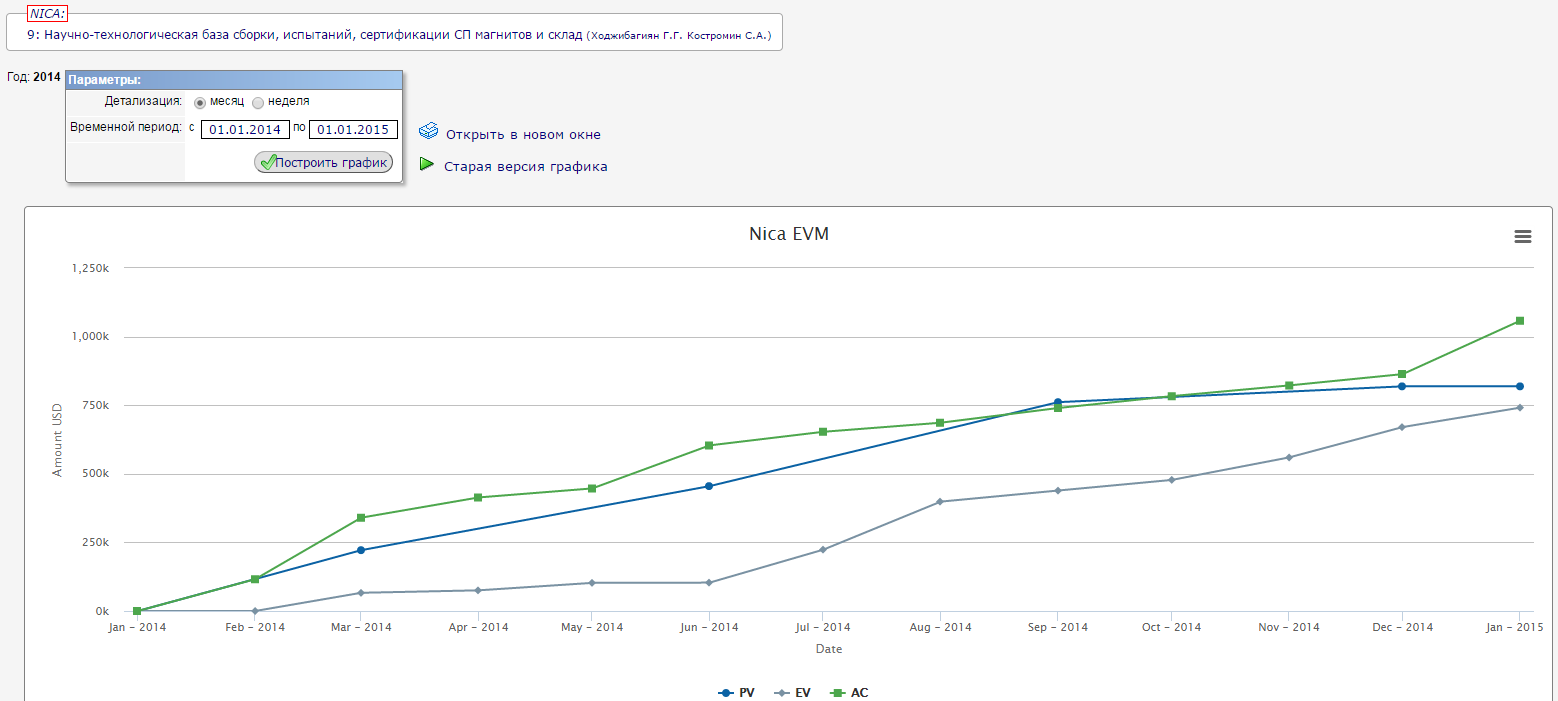 NICA:
9: Научно-технологическая база сборки, испытаний, сертификации СП магнитов и склад (Ходжибагиян Г.Г. Костромин С.А.)
Год: 2014
Параметры:
Детализация: месяц неделя
Временной период: с 01.01.2014 по 01.01.2015
Построить график
Открыть в новом окне
Старая версия графика
Nica EVM
1,250k
1,000k
750k
500k
250k
0k
Amount USD
Jan - 2014 Feb - 2014 Mar - 2014 Apr - 2014 May - 2014 Jun - 2014 Jul - 2014 Aug - 2014 Sep - 2014 Oct - 2014 Nov - 2014 Dec - 2014 Jan - 2015
Date
PV EV AC